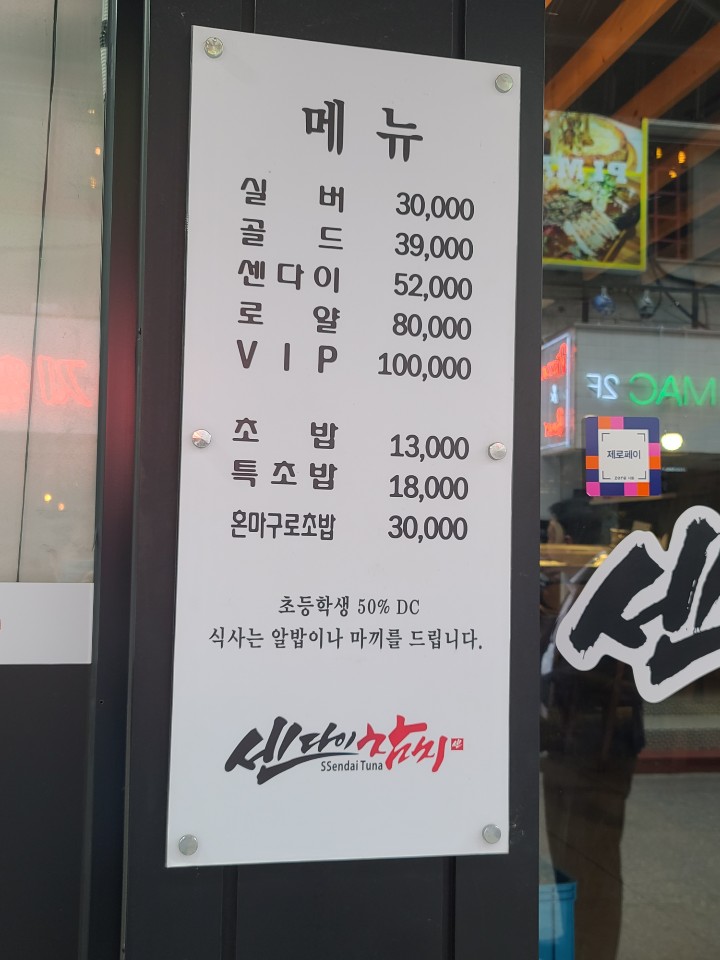 메뉴
실버 30,000
골드 39,000
센다이 52,000
로얄 80,000
VIP 100,000
초밥 13,000
특초밥 18,000
혼마구로초밥 30,000
초등학생 50% DC
식사는 알밥이나 마끼를 드립니다.
센다이참치
SSendai Tuna
MAC 2F
제로페이
센